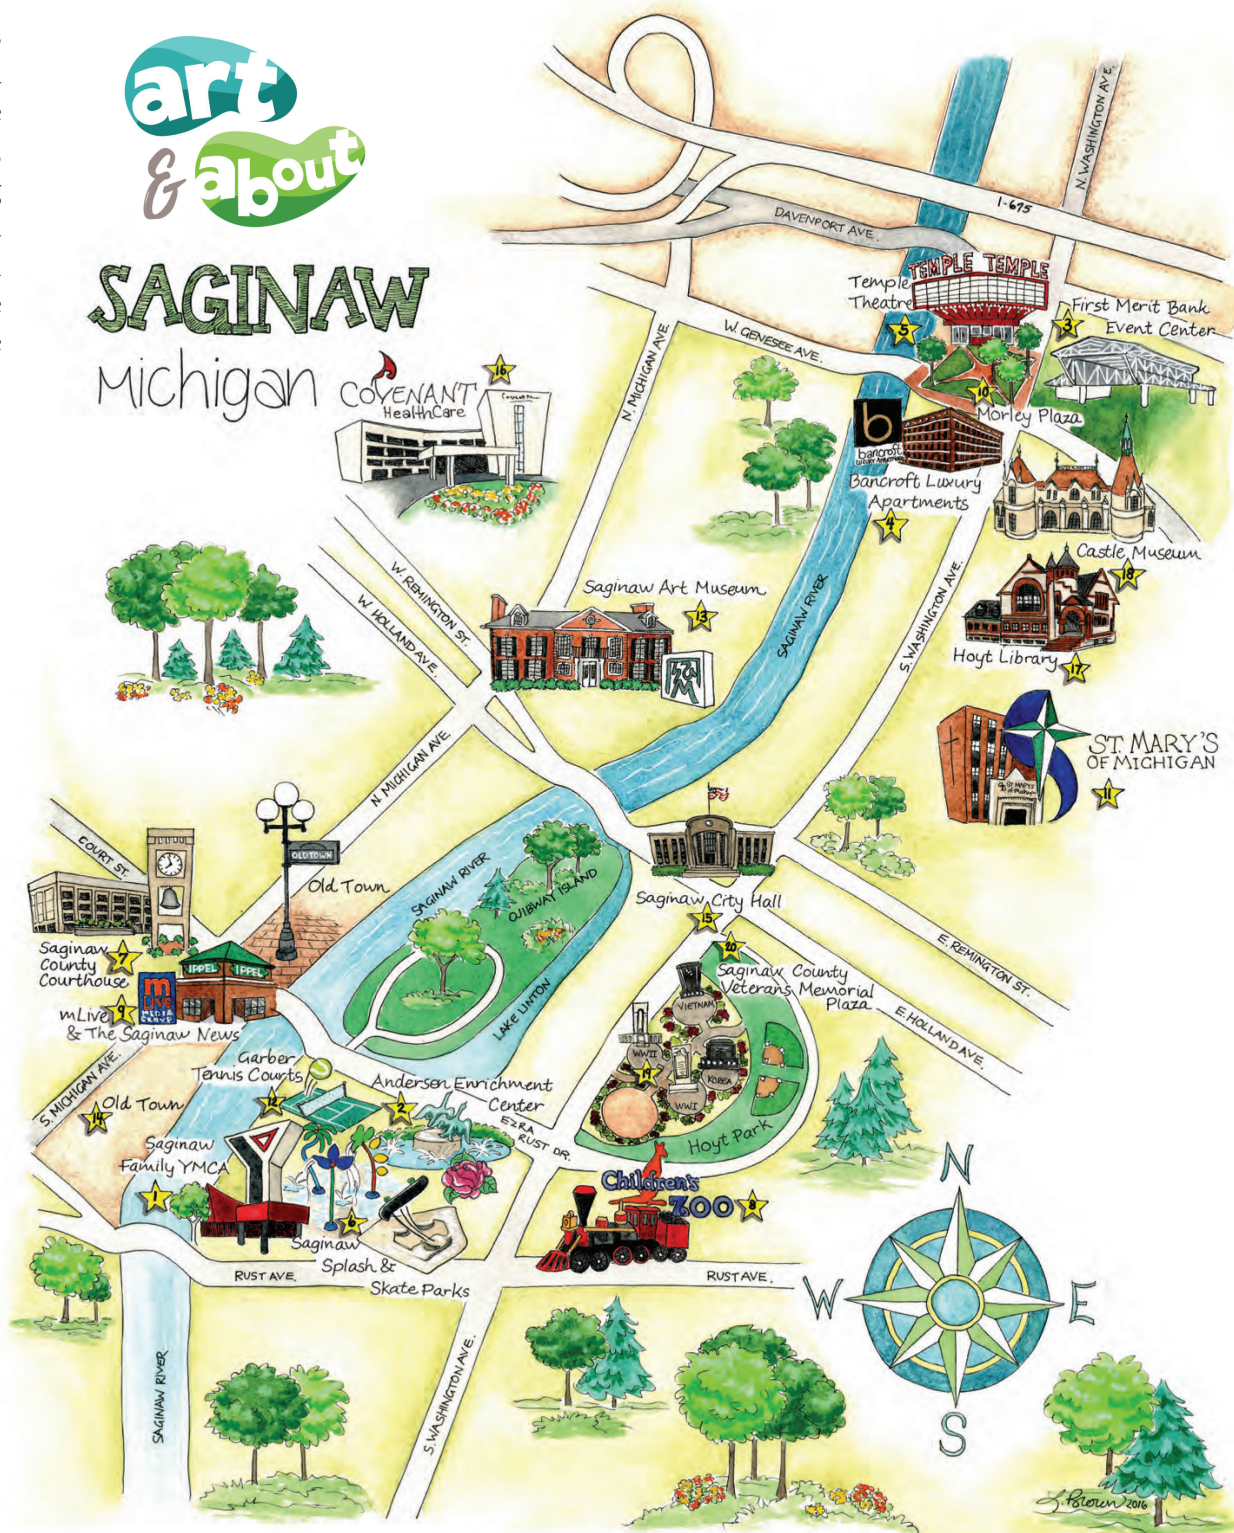 art
& about
SAGINAW
Michigan
I-675
N. WASHINGTON AVE.
DAVENPORT AVE.
TEMPLE TEMPLE
Temple
Theatre
5
First Merit Bank
3
Event Center
W. GENESEE AVE.
N. MICHIGAN AVE.
10
Morley Plaza
COVENANT
HealthCare
16
b
bancroft
Bancroft Luxury
Apartments
4
Castle Museum
18
W. REMINGTON ST.
W. HOLLAND AVE.
Saginaw Art Museum
13
SAGINAW RIVER
S. WASHINGTON AVE.
Hoyt Library
17
ST. MARY'S
OF MICHIGAN
11
N. MICHIGAN AVE.
COURT ST.
OLD TOWN
Old Town
SAGINAW RIVER
OJIBWAY ISLAND
LAKE LINTON
Saginaw City Hall
15
20
Saginaw County
Veterans Memorial
Plaza
E. REMINGTON ST.
E. HOLLAND AVE.
Saginaw
County
Courthouse
7
IPPEL IPPEL
m
LIVE
MEDIA
GROUP
mLive
9
& The Saginaw News
S. MICHIGAN AVE.
14
Old Town
Garber
Tennis Courts
12
Andersen Enrichment
Center
2
EZRA
RUST DR.
VIETNAM
WWII
KOREA
WWI
19
Hoyt Park
Saginaw
Family YMCA
1
6
Saginaw
Splash &
Skate Parks
Children's
ZOO
8
RUST AVE.
RUST AVE.
SAGINAW RIVER
S. WASHINGTON AVE.
N
W
E
S
K. Brown 2016